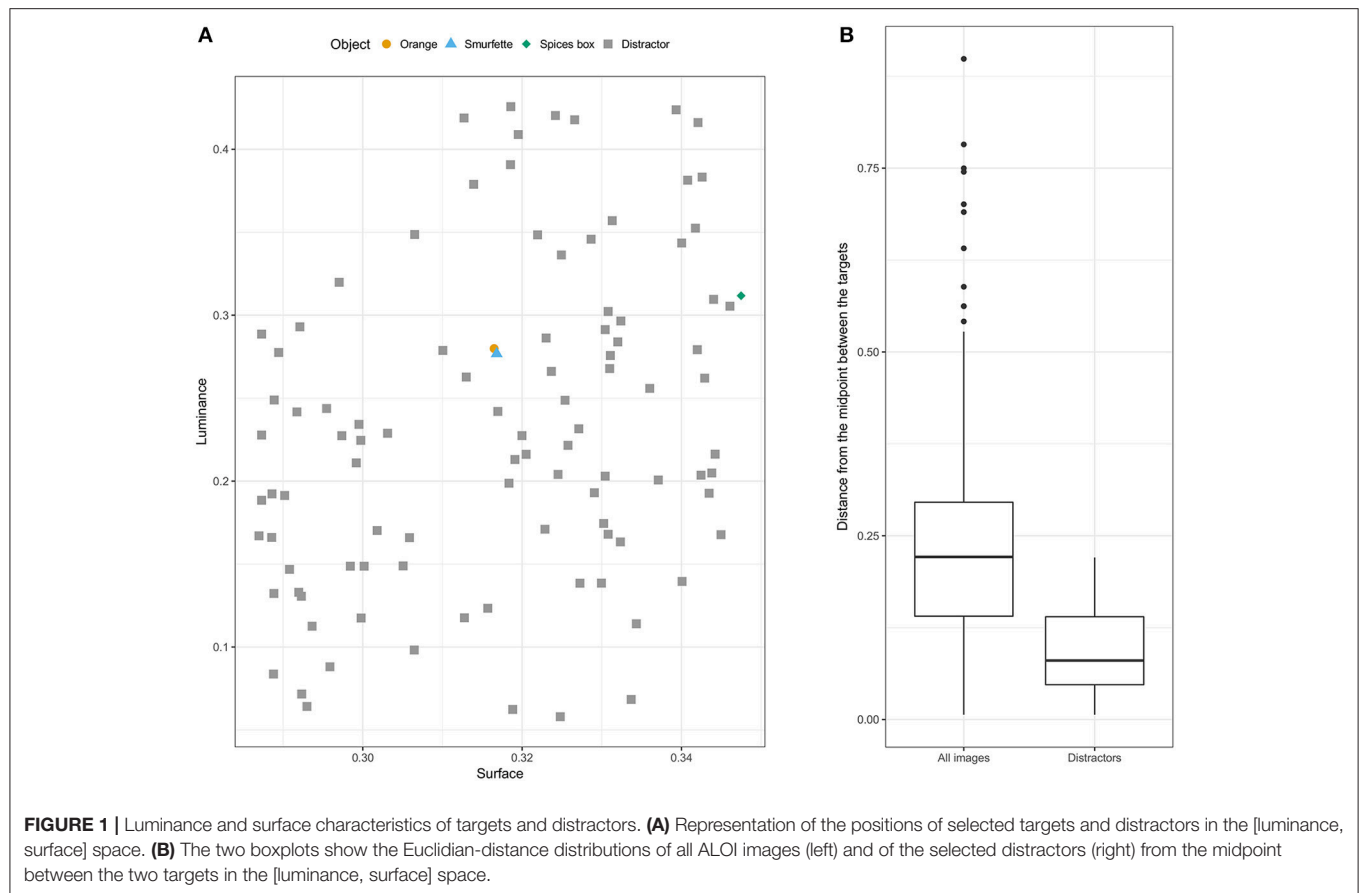 A
Object Orange Smurfette Spices box Distractor
0.4
0.3
0.2
0.1
Luminance
0.30 0.32 0.34
Surface
B
0.75
0.50
0.25
0.00
Distance from the midpoint between the targets
All images Distractors
FIGURE 1 | Luminance and surface characteristics of targets and distractors. (A) Representation of the positions of selected targets and distractors in the [luminance,
surface] space. (B) The two boxplots show the Euclidian-distance distributions of all ALOI images (left) and of the selected distractors (right) from the midpoint
between the two targets in the [luminance, surface] space.